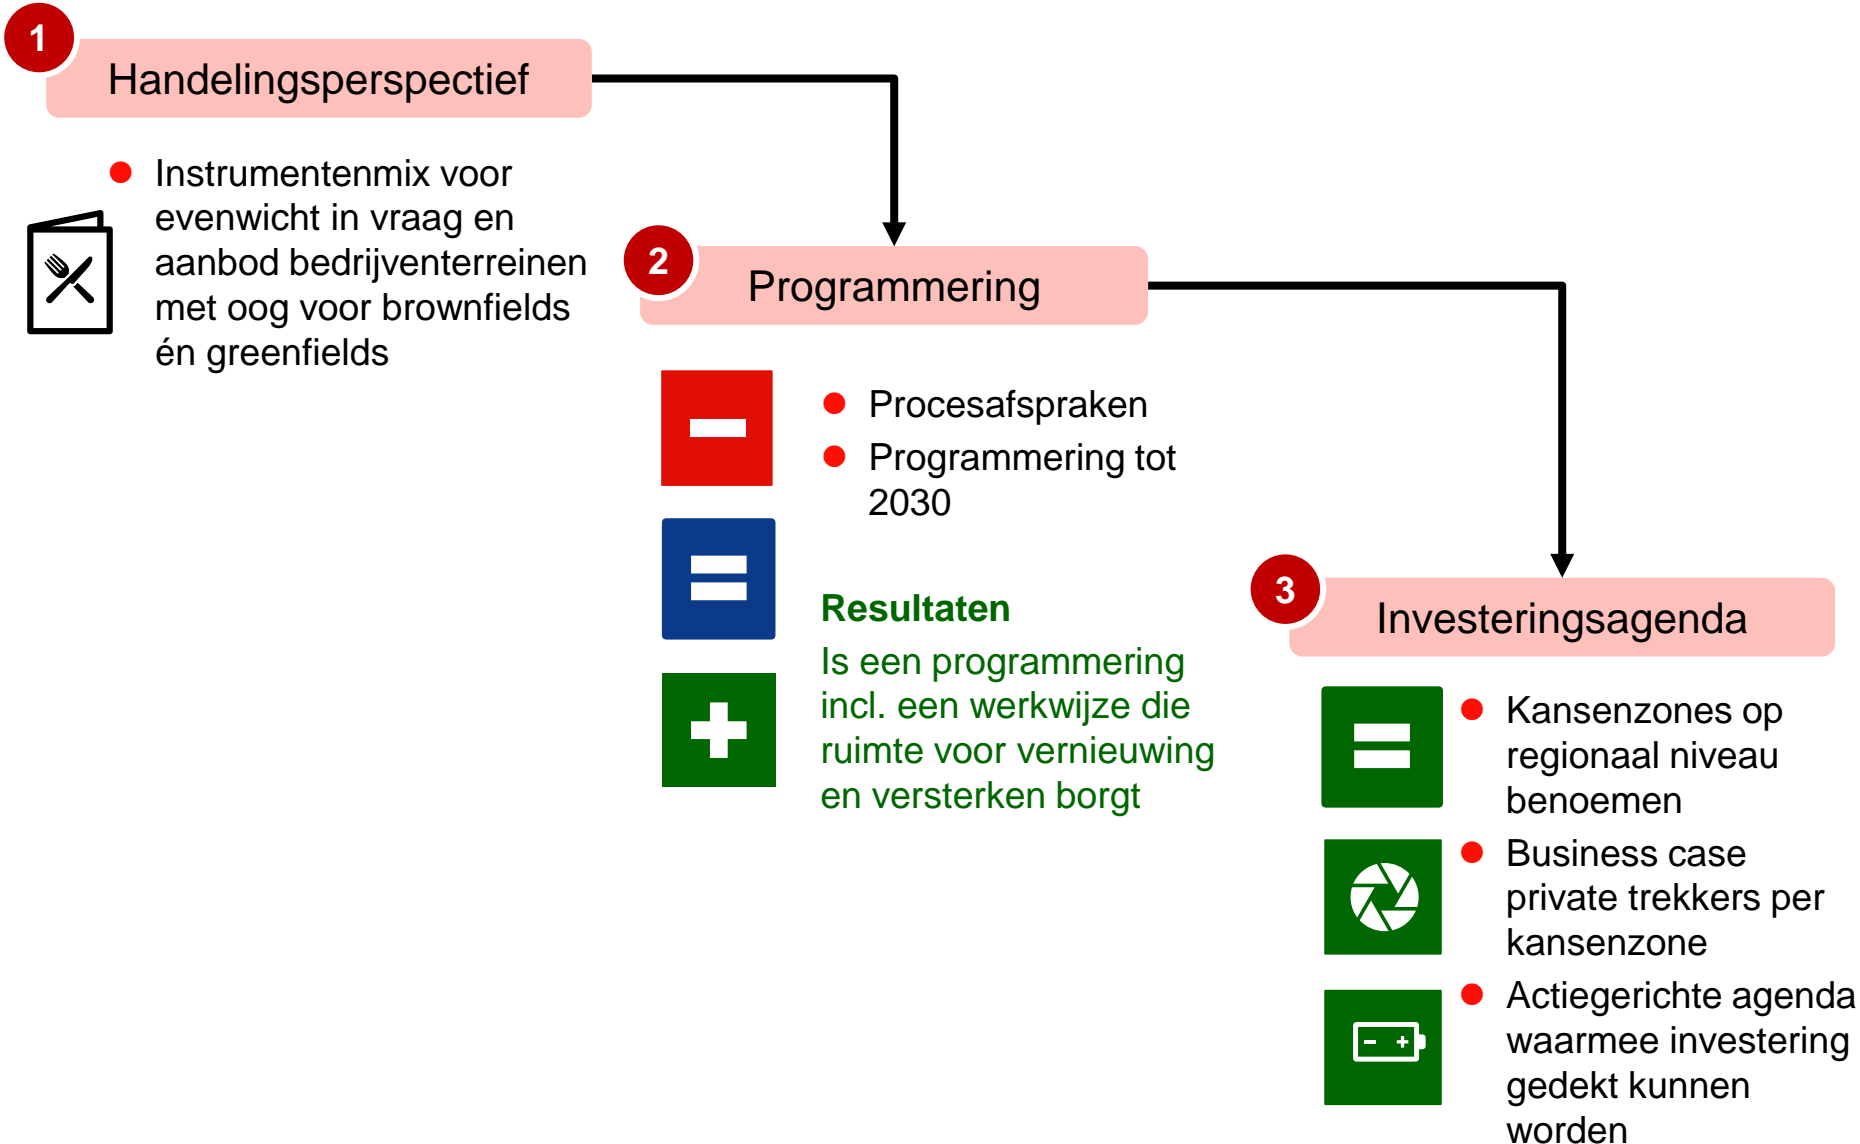 1
Handelingsperspectief
Instrumentenmix voor
evenwicht in vraag en
aanbod bedrijventerreinen
met oog voor brownfields
én greenfields
2
Programmering
Procesafspraken
Programmering tot
2030
Resultaten
Is een programmering
incl. een werkwijze die
ruimte voor vernieuwing
en versterken borgt
3
Investeringsagenda
Kansenzones op
regionaal niveau
benoemen
Business case
private trekkers per
kansenzone
Actiegerichte agenda
waarmee investering
gedekt kunnen
worden